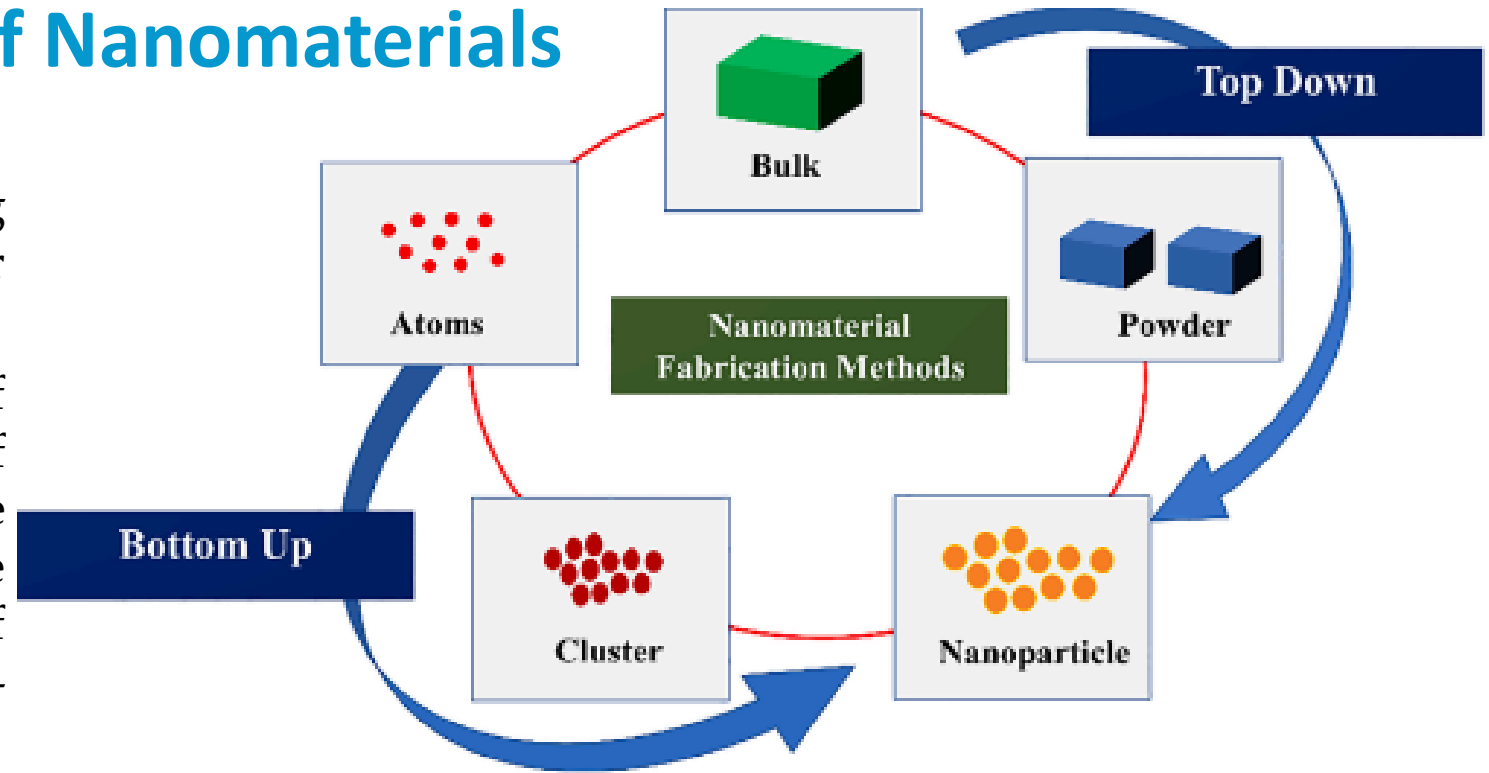 f Nanomaterials
Top Down
Bulk
g
r
Atoms
Powder
Nanomaterial
Fabrication Methods
f
f
e
Bottom Up
e
f
Cluster
Nanoparticle